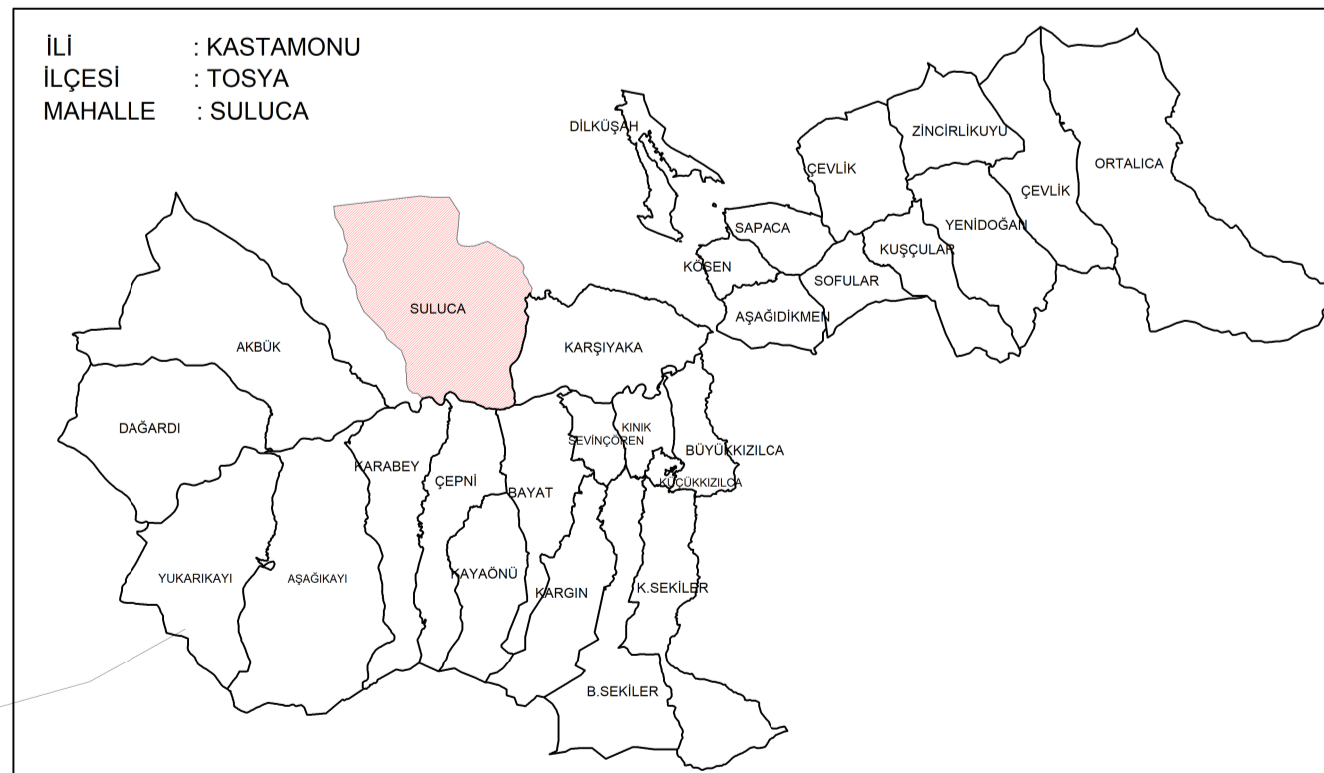 İLİ : KASTAMONU
İLÇESİ : TOSYA
MAHALLE : SULUCA
DİLKÜŞAH
ZİNCİRLİKUYU
ÇEVLİK
ORTALICA
ÇEVLİK
SAPACA
YENİDOĞAN
KUŞÇULAR
KÖSEN
SOFULAR
SULUCA
AŞAĞIDİKMEN
AKBÜK
KARŞIYAKA
DAĞARDI
KINIK
SEVİNÇÖREN
BÜYÜKKIZILCA
KARABEY
ÇEPNİ
KÜÇÜKKIZILCA
BAYAT
YUKARIKAYI
AŞAĞIKAYI
KAYAÖNÜ
KARGIN
K.SEKİLER
B.SEKİLER